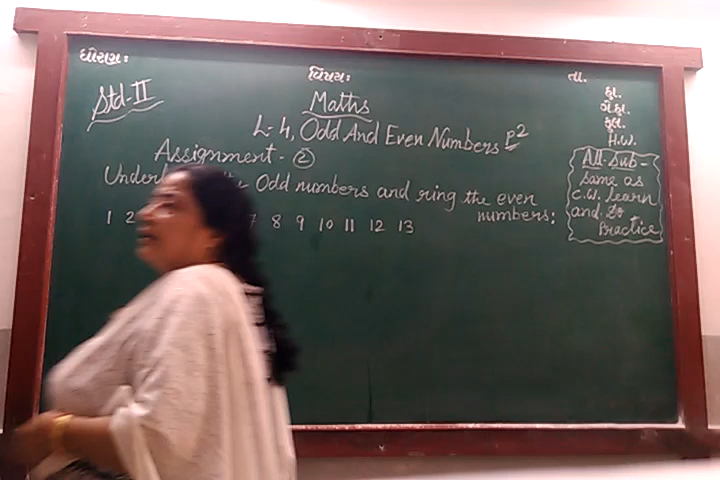 ધોરણઃ વિષયઃ તા.
Std-II
Maths
L-4, Odd And Even Numbers P2
Assignment-②
Odd numbers and ring the even
numbers:
1 2 7 8 9 10 11 12 13
H.W.
All-Sub-
Same as
C.W. learn
and do
Practice